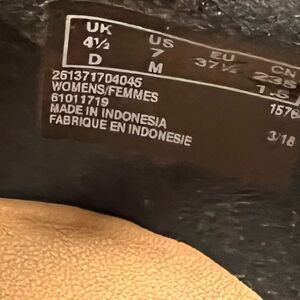 UK US EU CN
4½ 7 37½ 235
D M 1.5
261371704045 1576
WOMENS/FEMMES
61011719
MADE IN INDONESIA 3/18
FABRIQUE EN INDONESIE